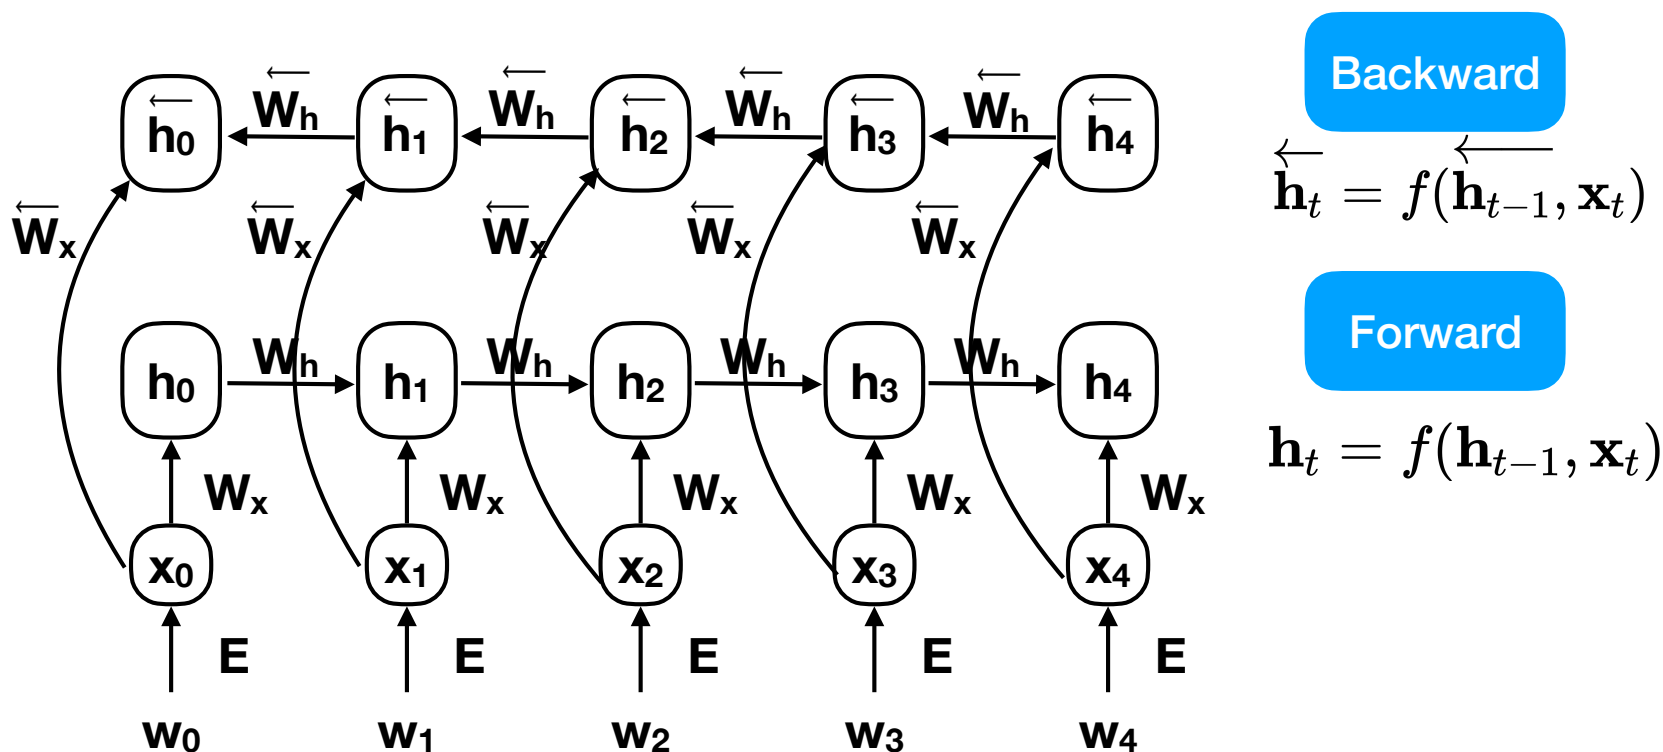 Backward
←W_h ←W_h ←W_h ←W_h
←h_0 ←h_1 ←h_2 ←h_3 ←h_4
←h_t = f(←h_{t−1}, x_t)
←W_x ←W_x ←W_x ←W_x ←W_x
Forward
W_h W_h W_h W_h
h_0 h_1 h_2 h_3 h_4
h_t = f(h_{t−1}, x_t)
W_x W_x W_x W_x W_x
x_0 x_1 x_2 x_3 x_4
E E E E E
w_0 w_1 w_2 w_3 w_4